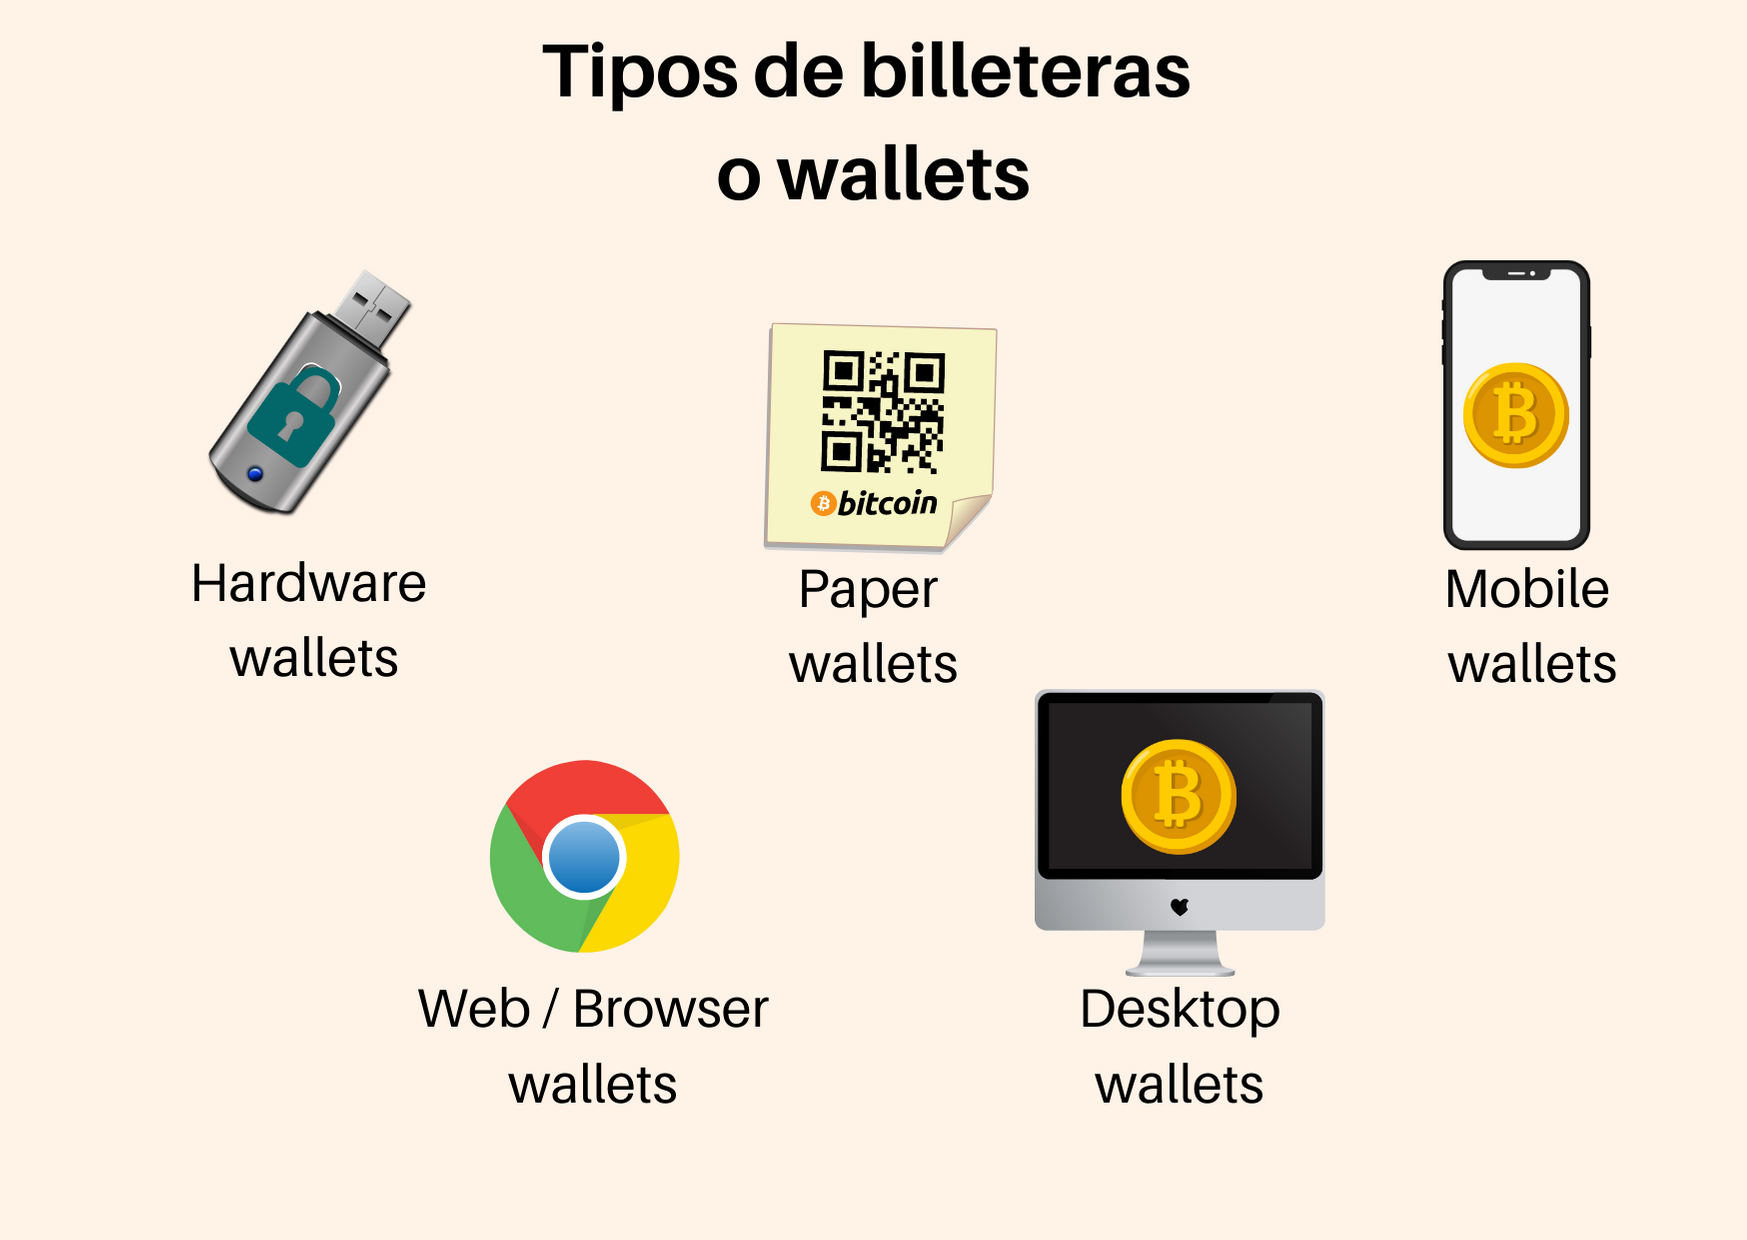 Tipos de billeteras
o wallets
bitcoin
Hardware
wallets
Paper
wallets
Mobile
wallets
Web / Browser
wallets
Desktop
wallets